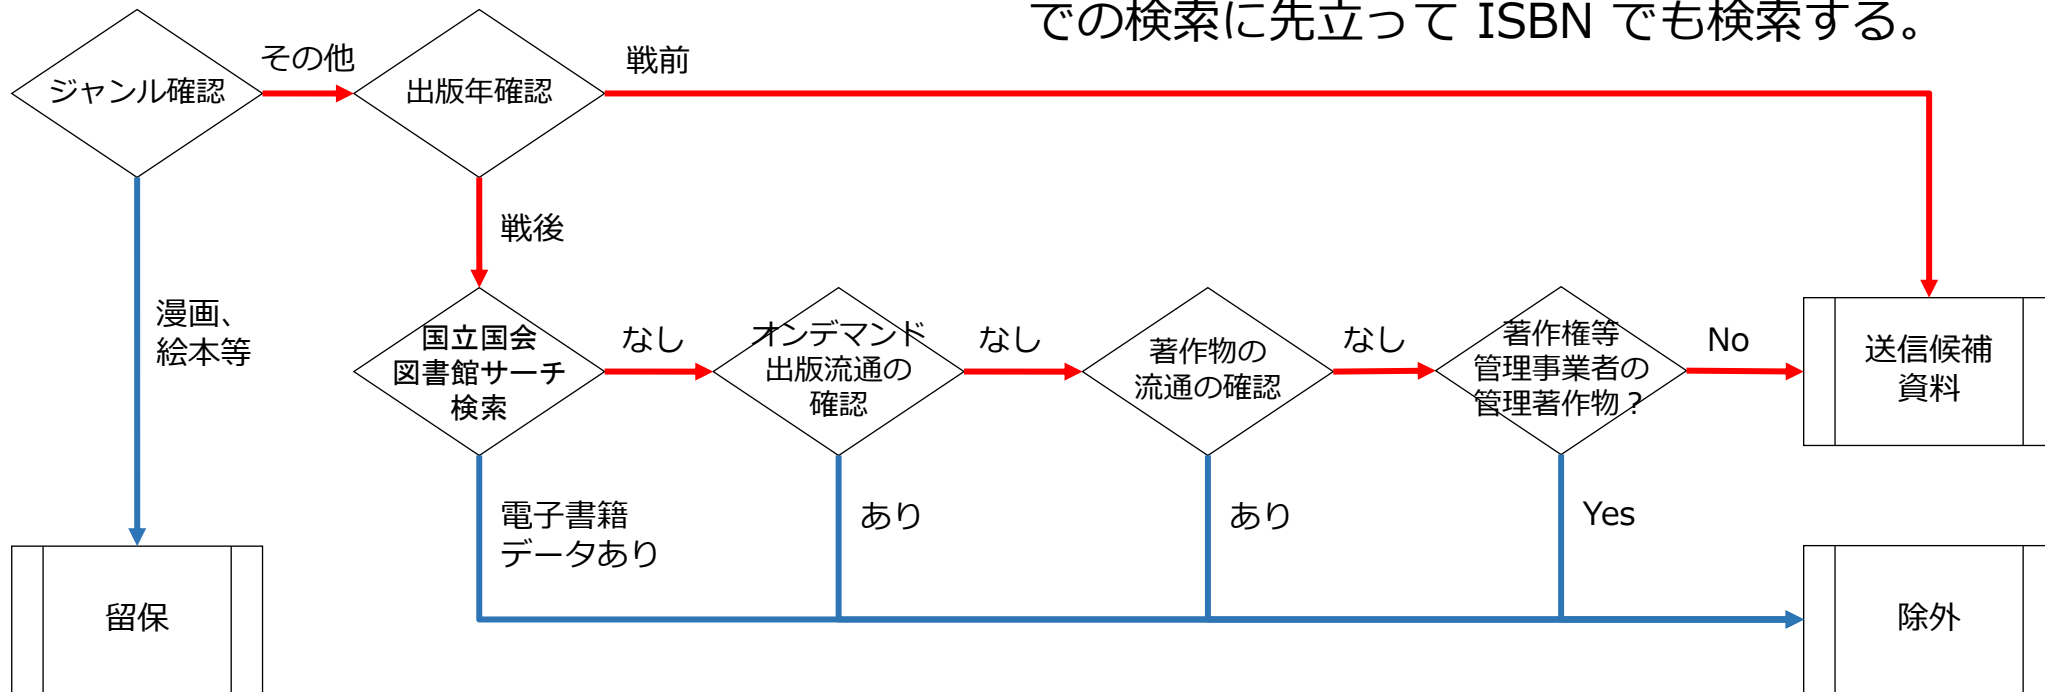 での検索に先立って ISBN でも検索する。
ジャンル確認
その他
出版年確認
戦前
戦後
漫画、
絵本等
国立国会
図書館サーチ
検索
なし
オンデマンド
出版流通の
確認
なし
著作物の
流通の確認
なし
著作権等
管理事業者の
管理著作物？
No
送信候補
資料
電子書籍
データあり
あり
あり
Yes
留保
除外